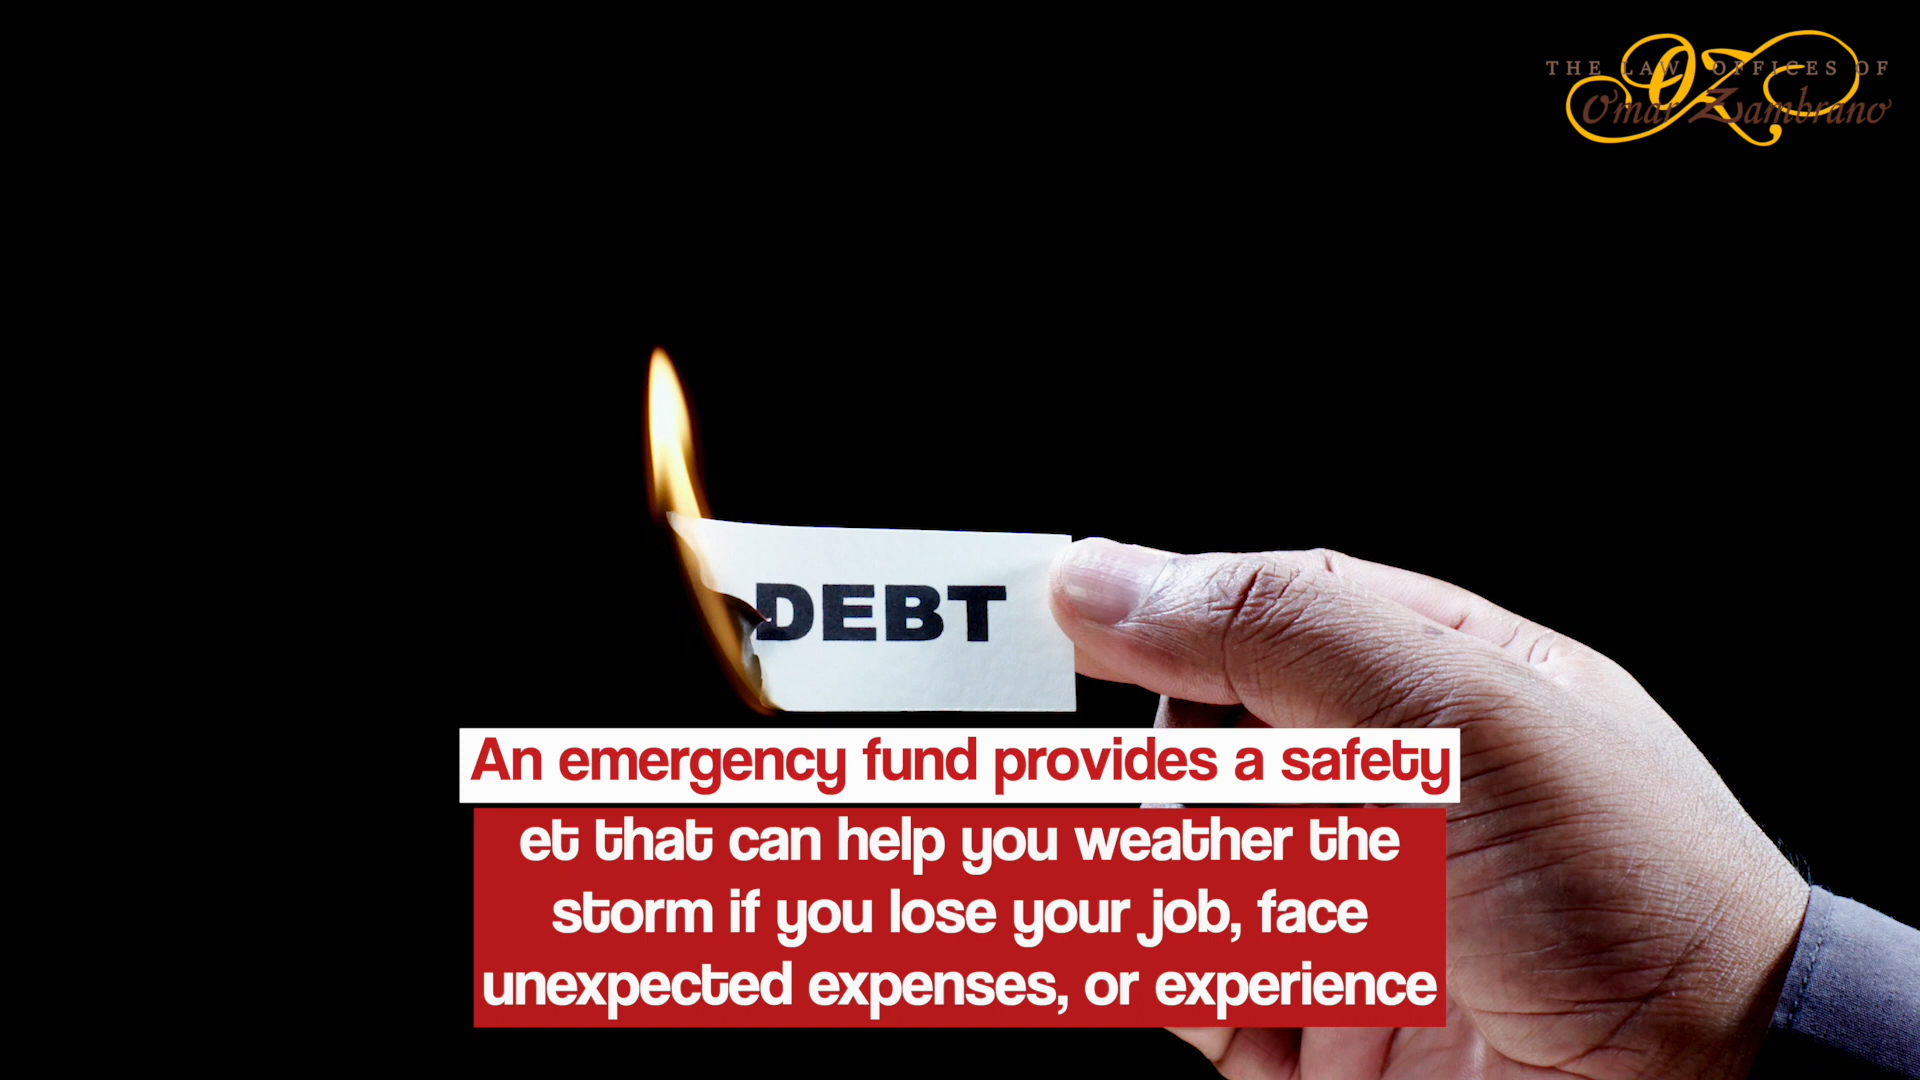 THE LAW OFFICES OF
Omar Zambrano
OZ
DEBT
An emergency fund provides a safety
et that can help you weather the
storm if you lose your job, face
unexpected expenses, or experience